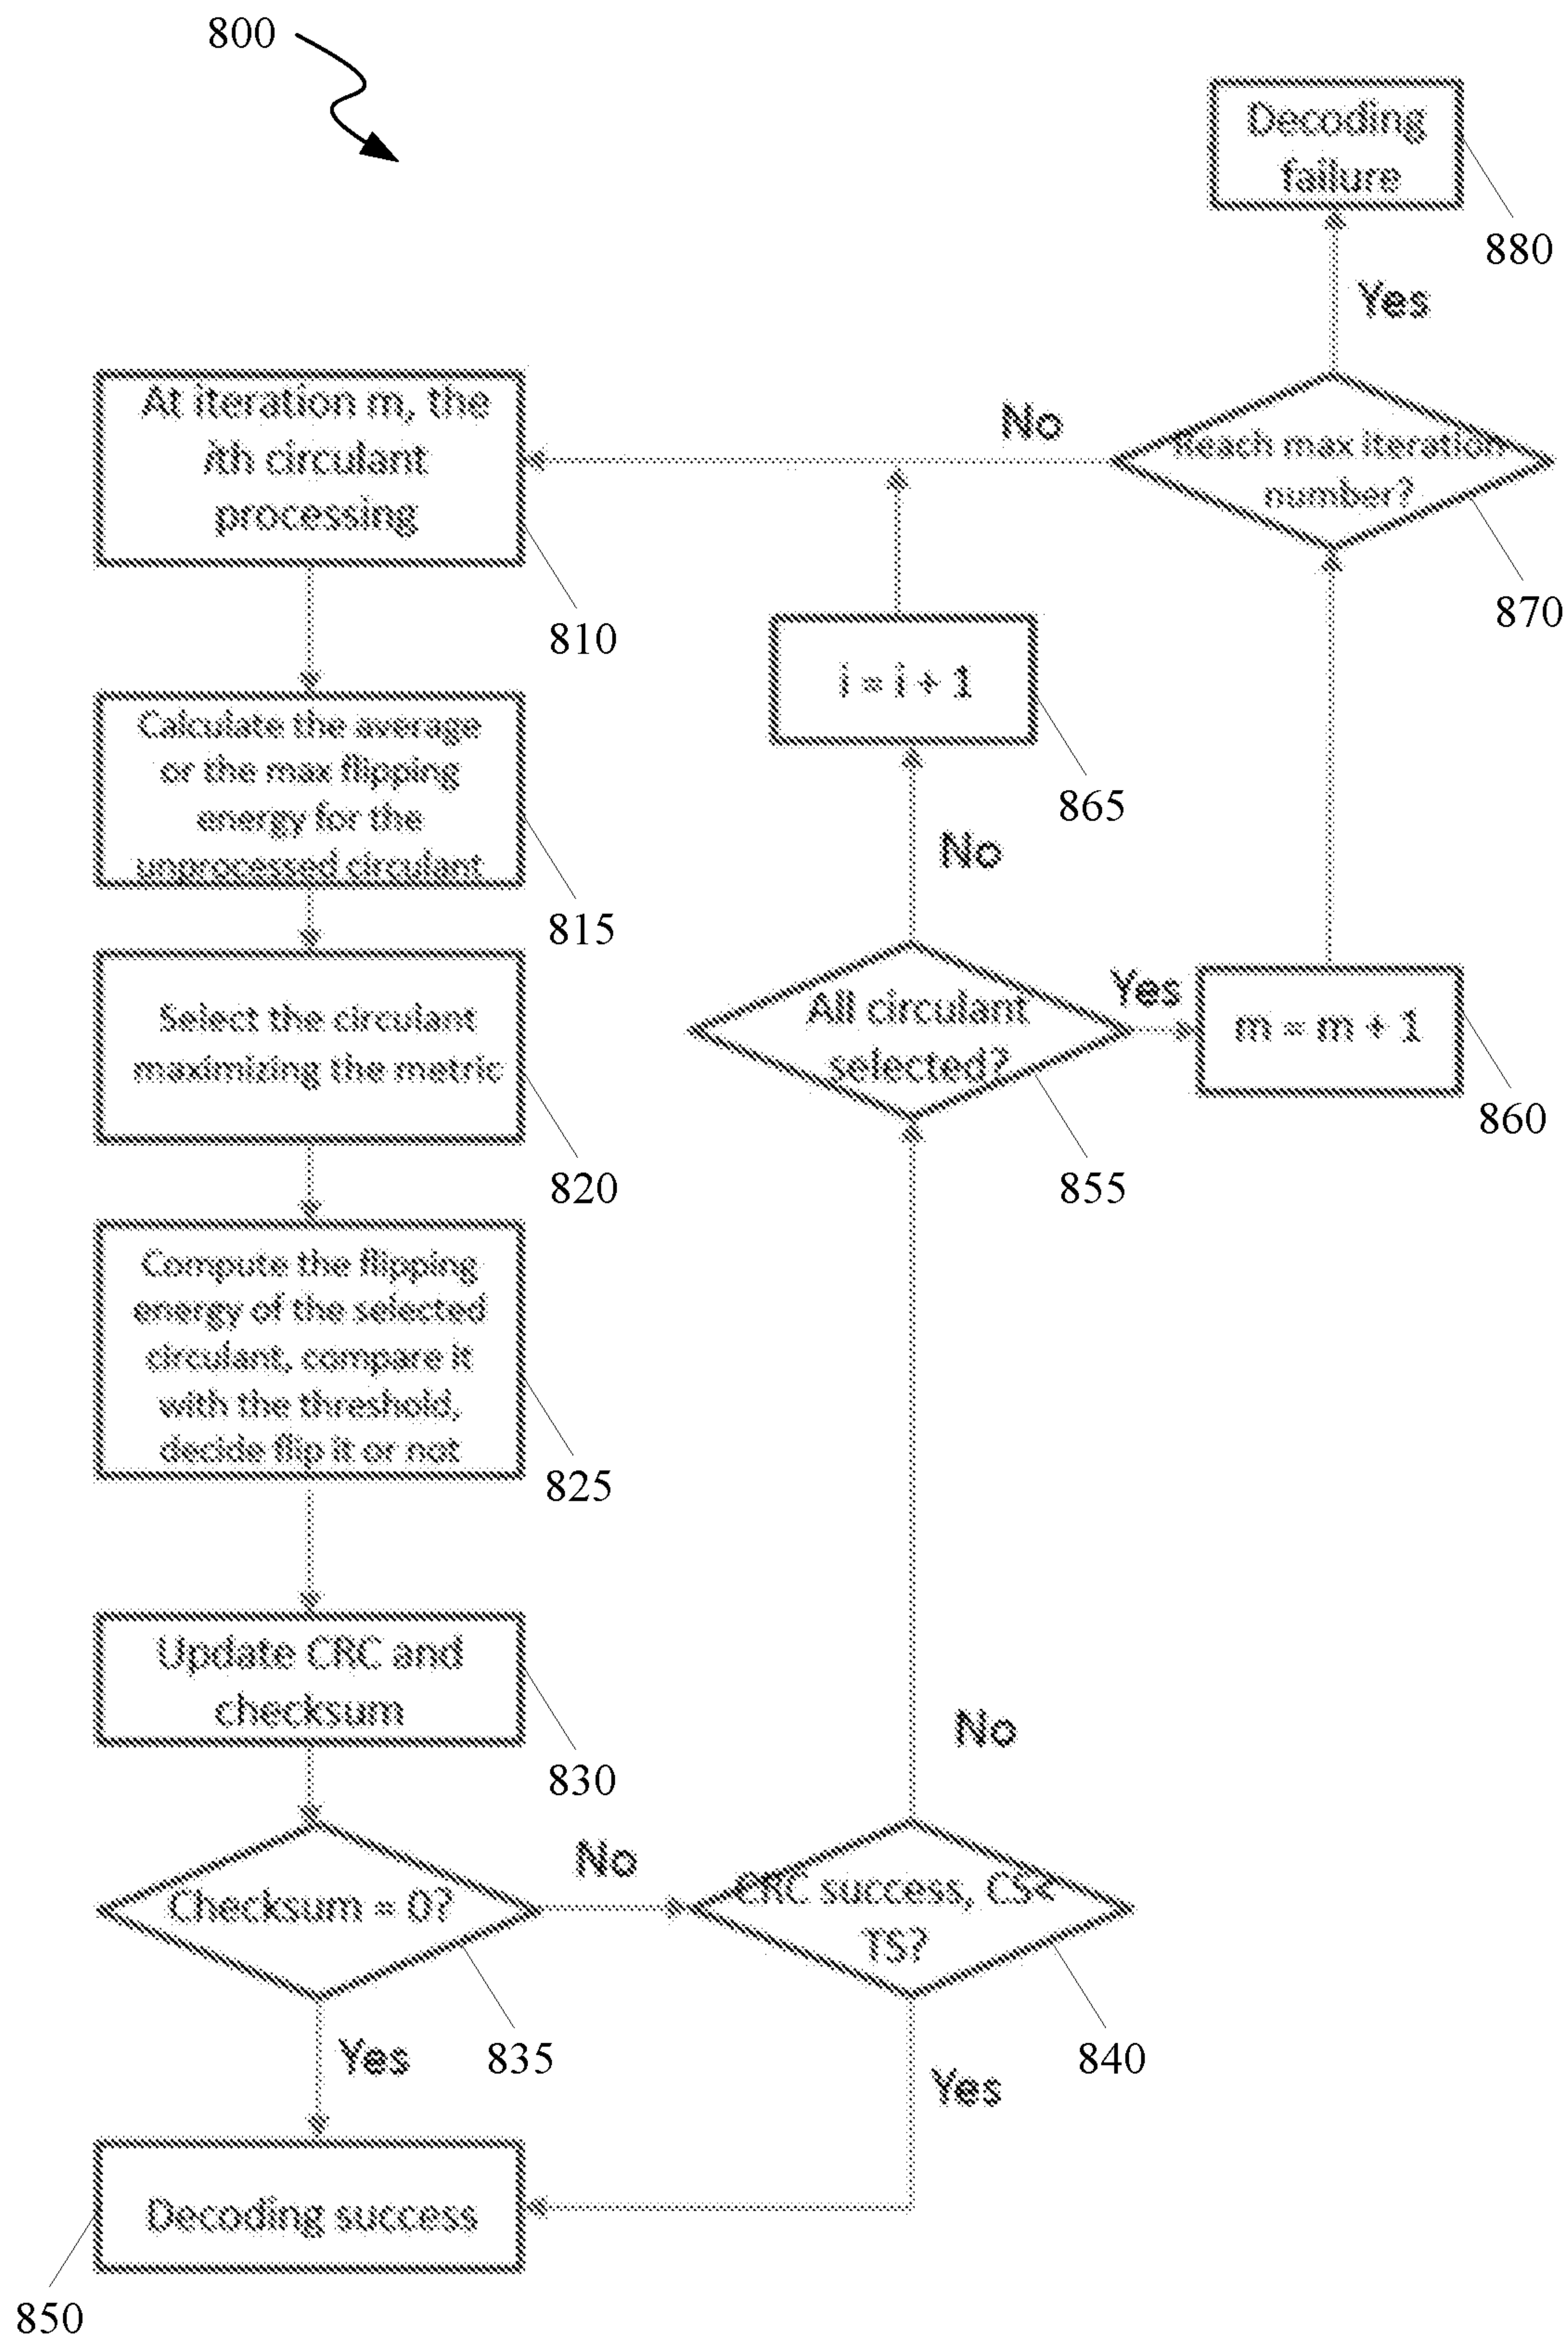 800
Decoding
failure
880
Yes
At iteration m, the
ith circulant
processing
810
No
Reach max iteration
number?
870
i = i + 1
865
Calculate the average
or the max flipping
energy for the
unprocessed circulant
815
No
Select the circulant
maximizing the metric
820
All circulant
selected?
855
Yes
m = m + 1
860
Compute the flipping
energy of the selected
circulant, compare it
with the threshold,
decide flip it or not
825
Update CRC and
checksum
830
No
Checksum = 0?
835
No
CRC success, CS<
TS?
840
Yes
Yes
Decoding success
850